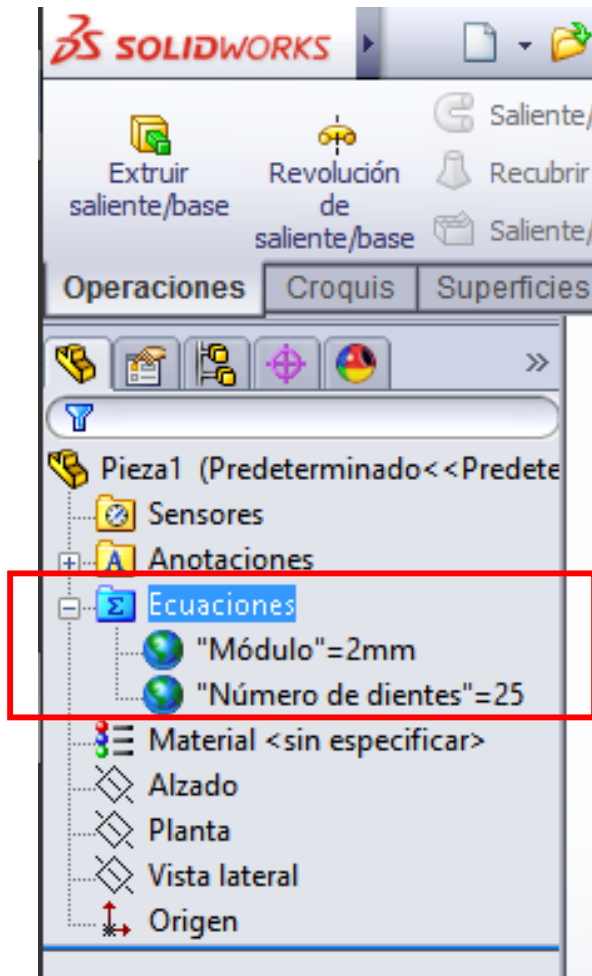 SOLIDWORKS
Extruir
saliente/base
Revolución
de
saliente/base
Saliente/
Recubrir
Saliente/
Operaciones
Croquis
Superficies
Pieza1 (Predeterminado<<Predete
Sensores
Anotaciones
Ecuaciones
"Módulo"=2mm
"Número de dientes"=25
Material <sin especificar>
Alzado
Planta
Vista lateral
Origen